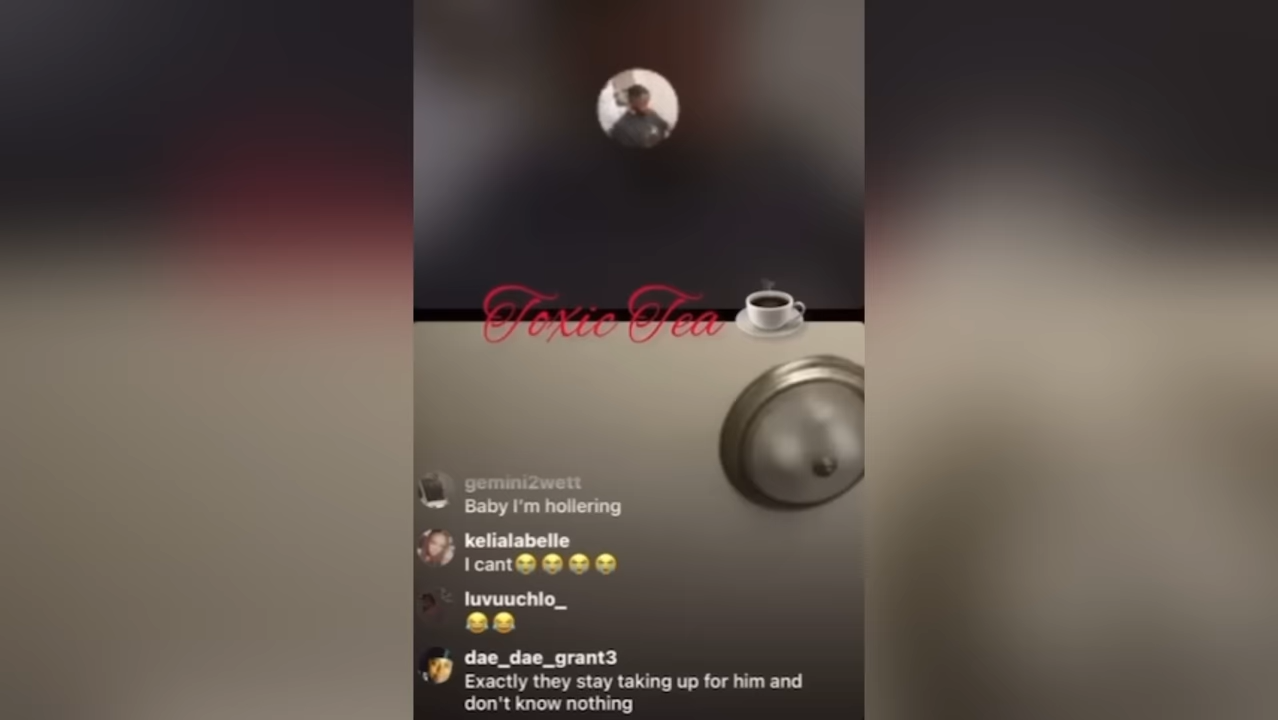 Toxic Tea
gemini2wett
Baby I'm hollering
kelialabelle
I cant😭😭😭😭
luvuuchlo_
😂😂
dae_dae_grant3
Exactly they stay taking up for him and
don't know nothing